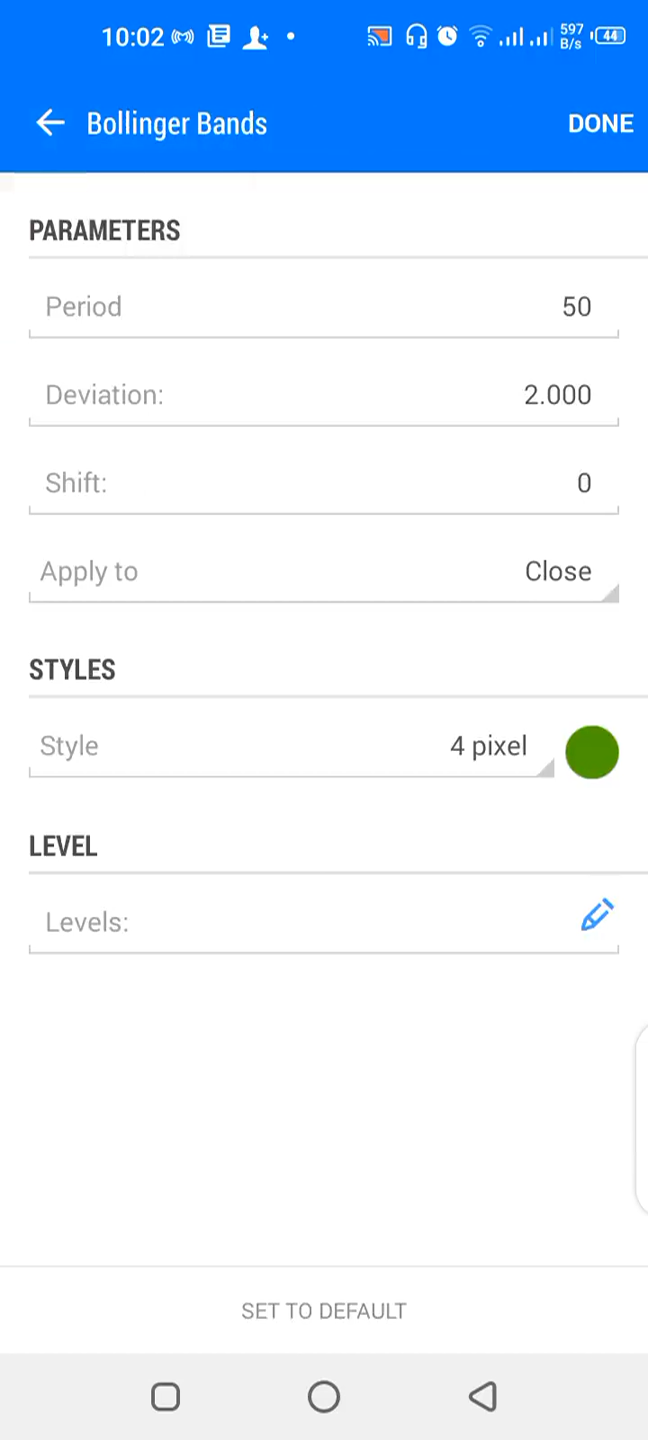 10:02 597 B/s 44
Bollinger Bands DONE
PARAMETERS
Period 50
Deviation: 2.000
Shift: 0
Apply to Close
STYLES
Style 4 pixel
LEVEL
Levels:
SET TO DEFAULT